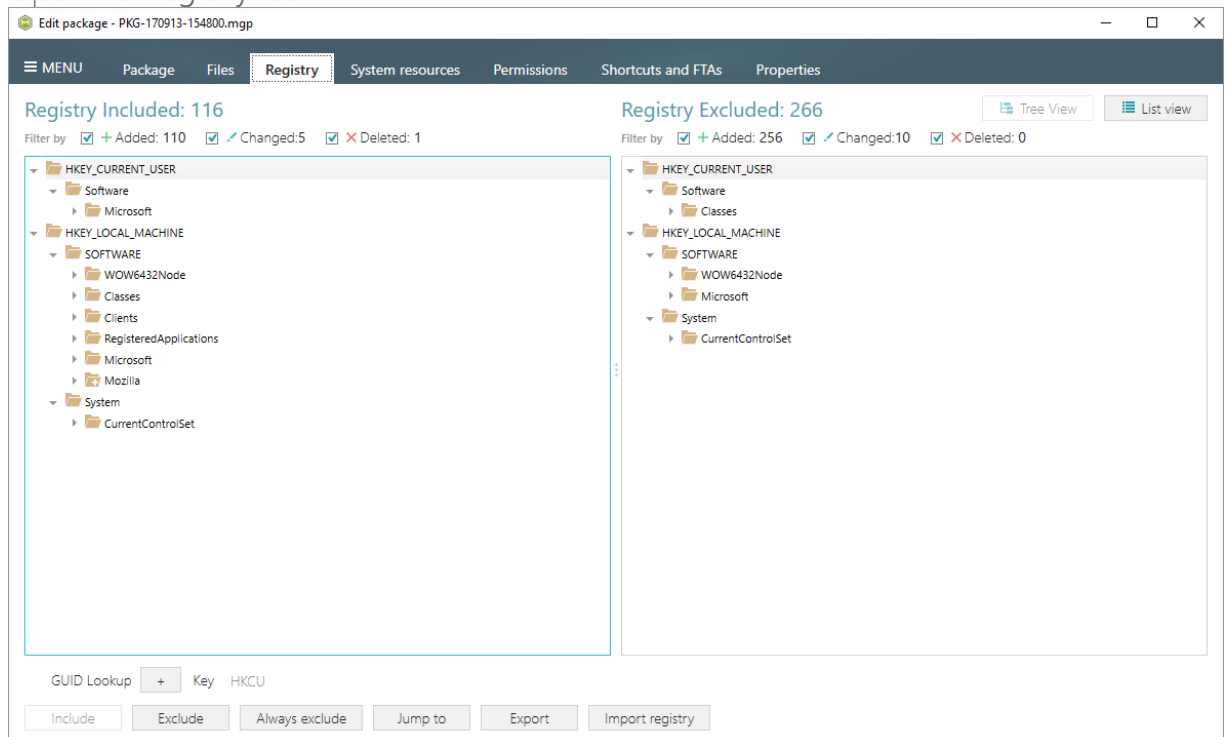 Edit package - PKG-170913-154800.mgp
MENU Package Files Registry System resources Permissions Shortcuts and FTAs Properties
Registry Included: 116
Filter by + Added: 110 Changed:5 Deleted: 1
HKEY_CURRENT_USER
Software
Microsoft
HKEY_LOCAL_MACHINE
SOFTWARE
WOW6432Node
Classes
Clients
RegisteredApplications
Microsoft
Mozilla
System
CurrentControlSet
Registry Excluded: 266
Tree View List view
Filter by + Added: 256 Changed:10 Deleted: 0
HKEY_CURRENT_USER
Software
Classes
HKEY_LOCAL_MACHINE
SOFTWARE
WOW6432Node
Microsoft
System
CurrentControlSet
GUID Lookup + Key HKCU
Include Exclude Always exclude Jump to Export Import registry